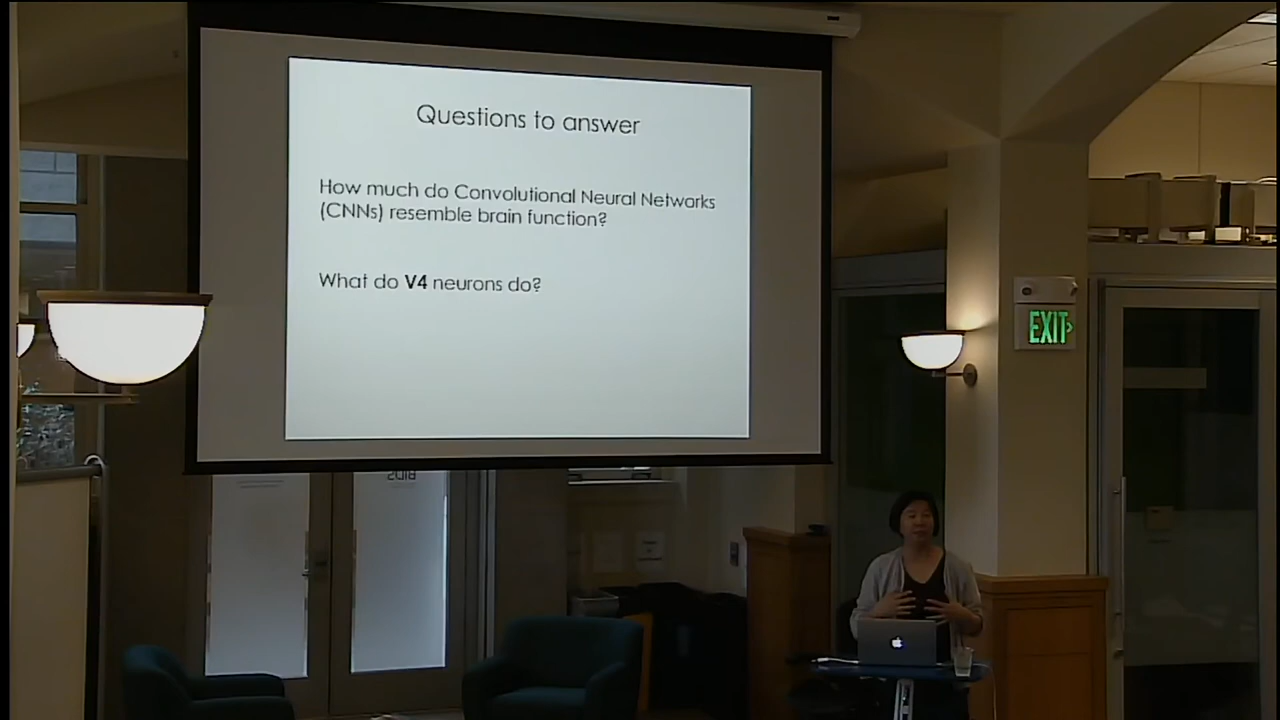 Questions to answer
How much do Convolutional Neural Networks
(CNNs) resemble brain function?
What do V4 neurons do?
EXIT
BIDS